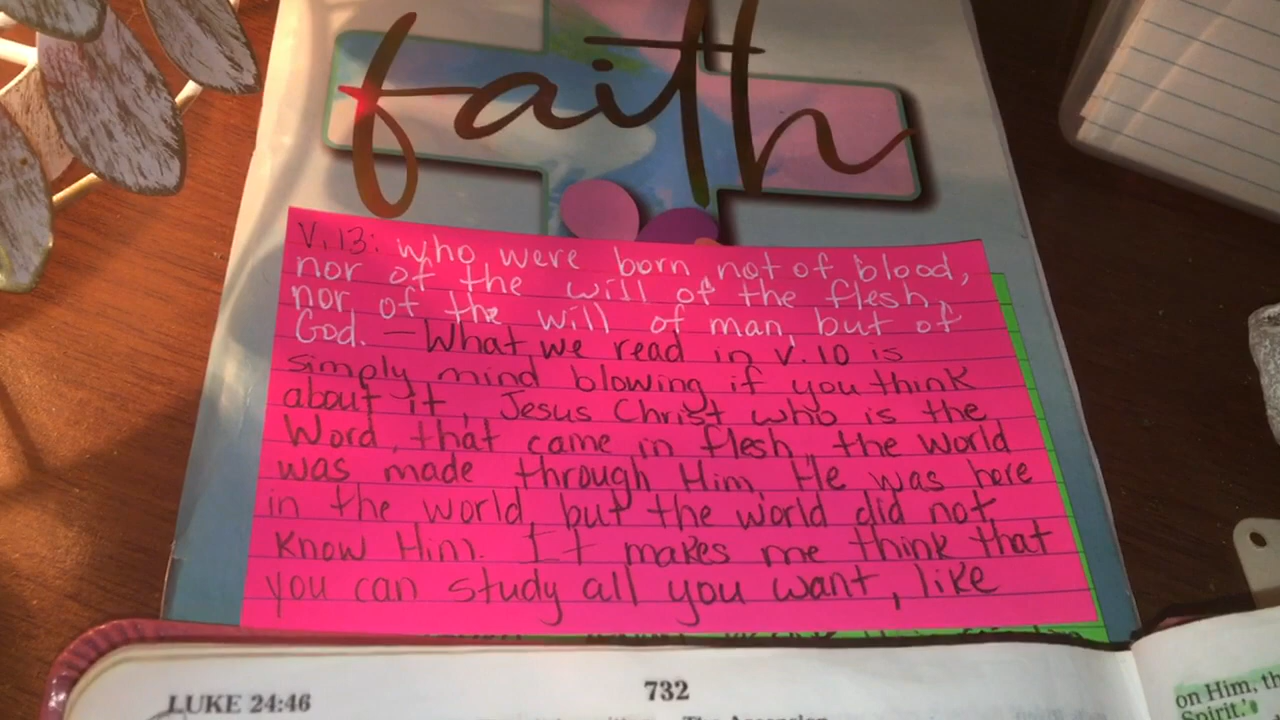 faith
V.13: who were born not of blood,
nor of the will of the flesh,
nor of the will of man, but of
God. - What we read in v.10 is
simply mind blowing if you think
about it, Jesus Christ who is the
Word, that came in flesh, the world
was made through Him. He was here
in the world, but the world did not
Know Him. It makes me think that
you can study all you want, like
LUKE 24:46
732
The Ascension
on Him, th
Spirit.